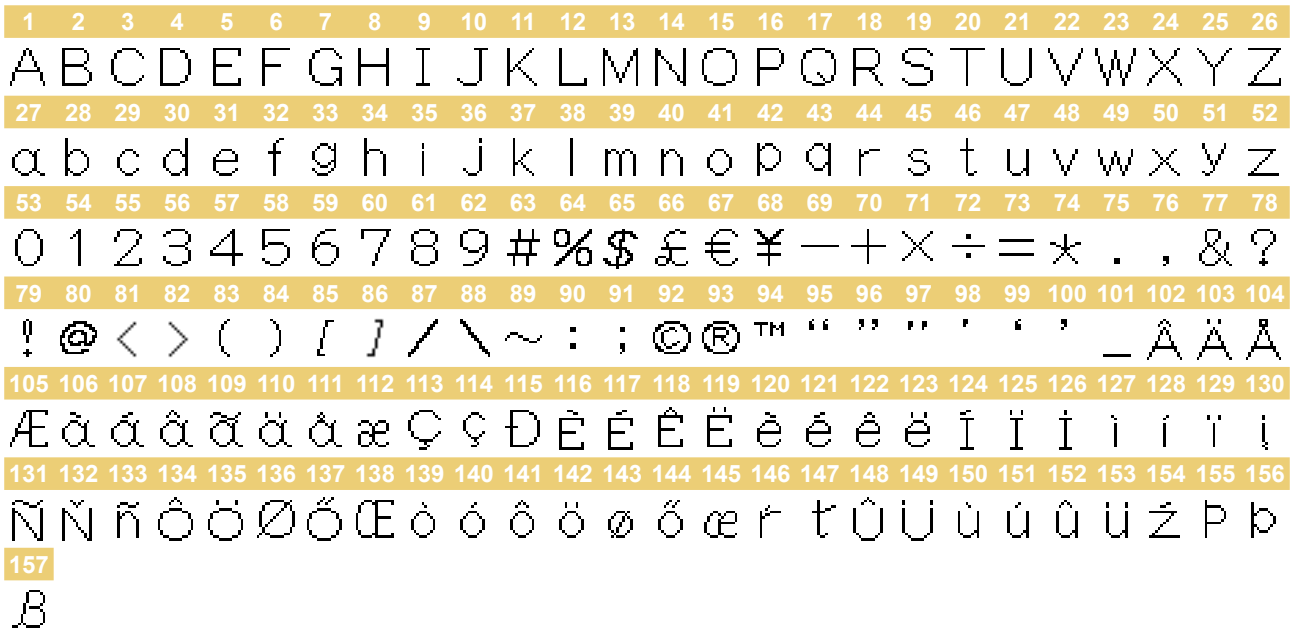 1 2 3 4 5 6 7 8 9 10 11 12 13 14 15 16 17 18 19 20 21 22 23 24 25 26
A B C D E F G H I J K L M N O P Q R S T U V W X Y Z
27 28 29 30 31 32 33 34 35 36 37 38 39 40 41 42 43 44 45 46 47 48 49 50 51 52
a b c d e f g h i j k l m n o p q r s t u v w x y z
53 54 55 56 57 58 59 60 61 62 63 64 65 66 67 68 69 70 71 72 73 74 75 76 77 78
0 1 2 3 4 5 6 7 8 9 # % $ £ € ¥ − + × ÷ = * . , & ?
79 80 81 82 83 84 85 86 87 88 89 90 91 92 93 94 95 96 97 98 99 100 101 102 103 104
! @ < > ( ) [ ] / \ ~ : ; © ® ™ “ ” " ' ‘ ’ _ Â Ä Å
105 106 107 108 109 110 111 112 113 114 115 116 117 118 119 120 121 122 123 124 125 126 127 128 129 130
Æ à á â ã ä å æ Ç ç Ð È É Ê Ë è é ê ë Î Ï İ ì í ï į
131 132 133 134 135 136 137 138 139 140 141 142 143 144 145 146 147 148 149 150 151 152 153 154 155 156
Ñ Ň ñ Ô Ö Ø Ő Œ ò ó ô ö ø ő œ ŕ ť Û Ü ù ú û ü ź Þ þ
157
ß